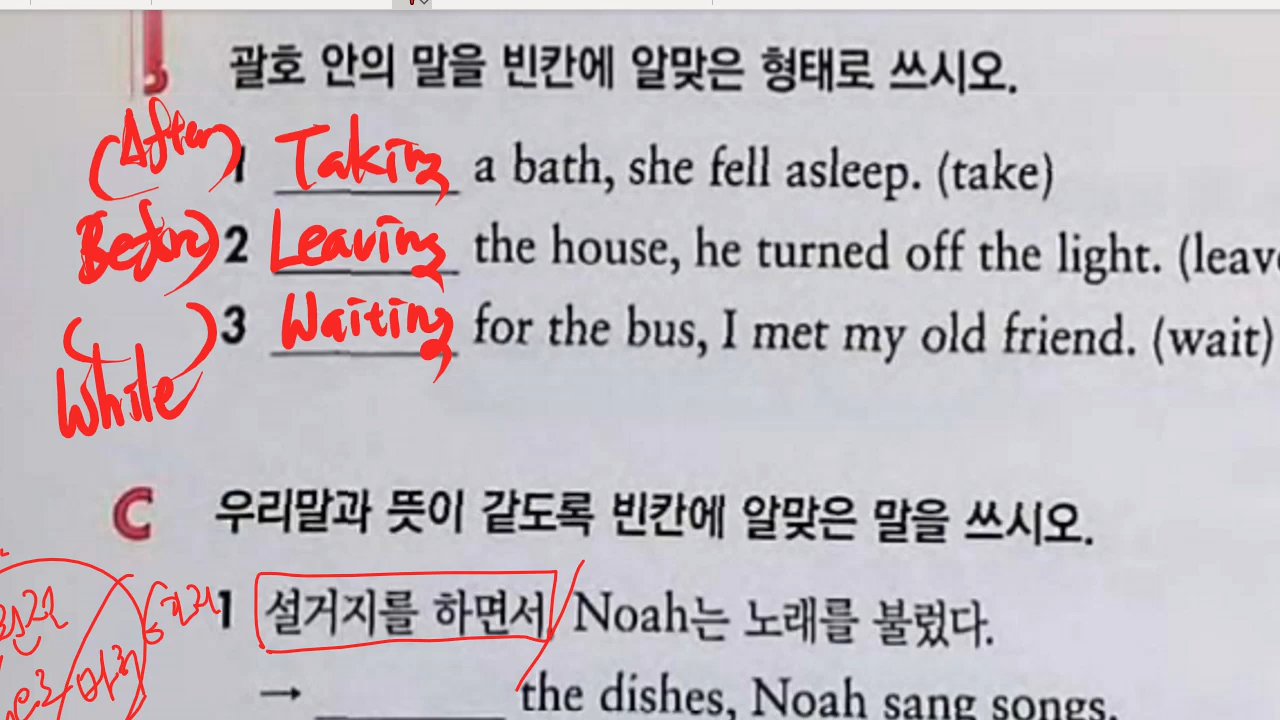 괄호 안의 말을 빈칸에 알맞은 형태로 쓰시오.
(After) 1 Taking a bath, she fell asleep. (take)
Before) 2 Leaving the house, he turned off the light. (leave
( ) 3 Waiting for the bus, I met my old friend. (wait)
While
C 우리말과 뜻이 같도록 빈칸에 알맞은 말을 쓰시오.
1 설거지를 하면서 / Noah는 노래를 불렀다.
→ the dishes, Noah sang songs.